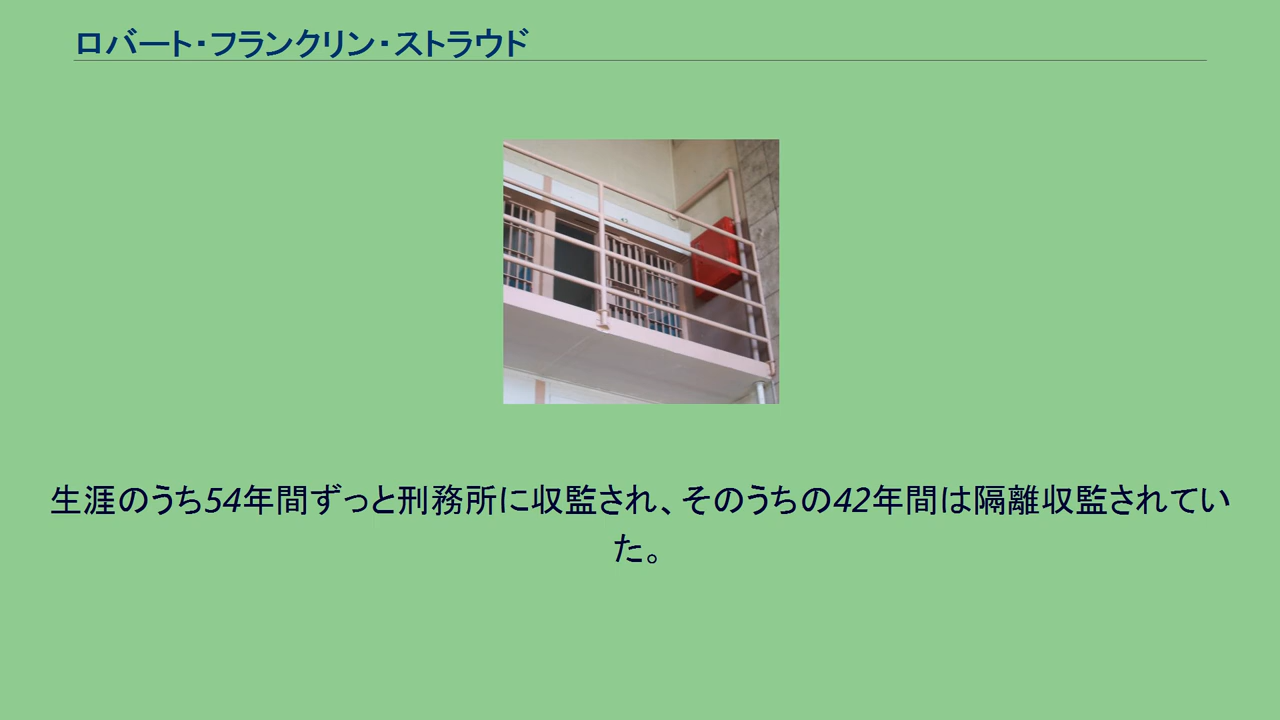 ロバート・フランクリン・ストラウド
生涯のうち54年間ずっと刑務所に収監され、そのうちの42年間は隔離収監されてい
た。